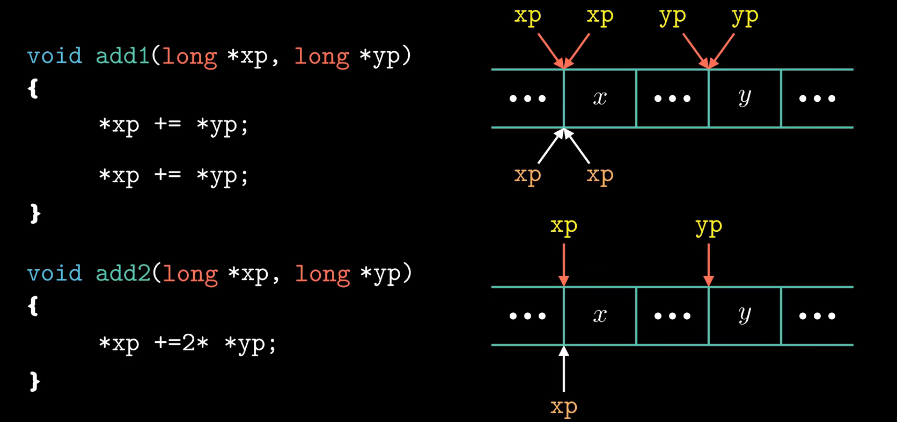 void add1(long *xp, long *yp)
{
*xp += *yp;
*xp += *yp;
}
xp xp yp yp
... x ... y ...
xp xp
void add2(long *xp, long *yp)
{
*xp +=2* *yp;
}
xp yp
... x ... y ...
xp